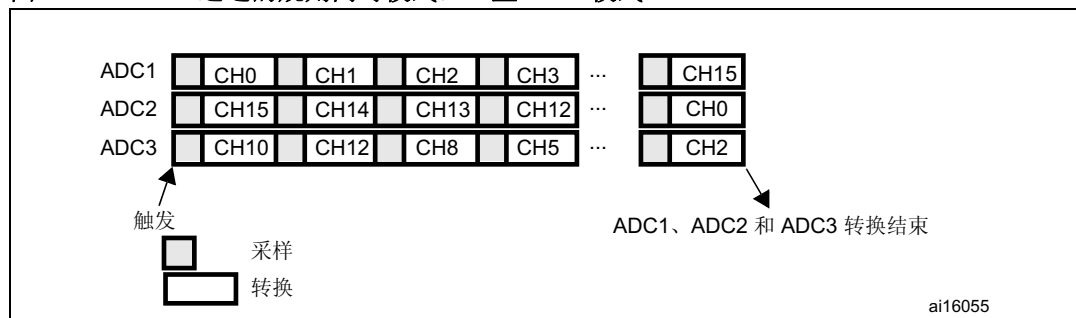 ADC1 CH0 CH1 CH2 CH3 ... CH15
ADC2 CH15 CH14 CH13 CH12 ... CH0
ADC3 CH10 CH12 CH8 CH5 ... CH2
触发
ADC1、ADC2 和 ADC3 转换结束
采样
转换
ai16055